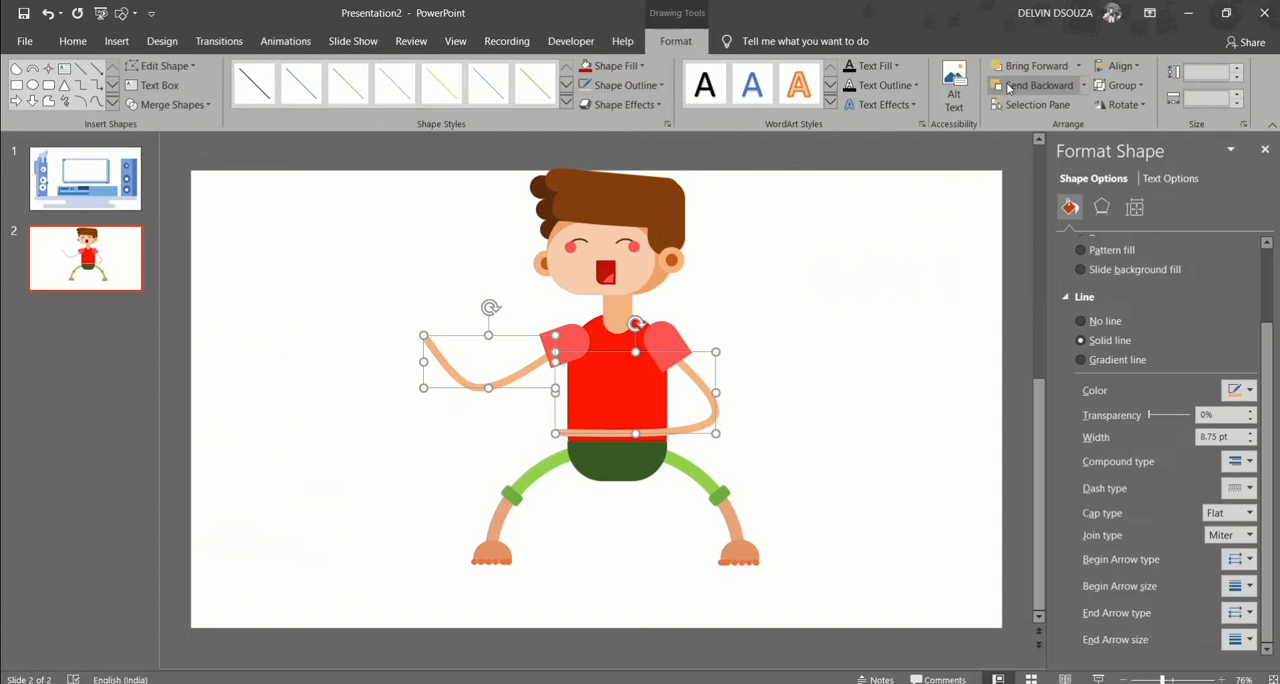 Presentation2 - PowerPoint
Drawing Tools
DELVIN DSOUZA
File Home Insert Design Transitions Animations Slide Show Review View Recording Developer Help Format Tell me what you want to do
Share
Edit Shape
Text Box
Merge Shapes
Insert Shapes
Shape Fill
Shape Outline
Shape Effects
Shape Styles
A A A
Text Fill
Text Outline
Text Effects
WordArt Styles
Alt
Text
Accessibility
Bring Forward
Send Backward
Selection Pane
Align
Group
Rotate
Arrange
Size
1
2
Format Shape
Shape Options Text Options
Pattern fill
Slide background fill
Line
No line
Solid line
Gradient line
Color
Transparency 0%
Width 8.75 pt
Compound type
Dash type
Cap type Flat
Join type Miter
Begin Arrow type
Begin Arrow size
End Arrow type
End Arrow size
Slide 2 of 2 English (India) Notes Comments 76%